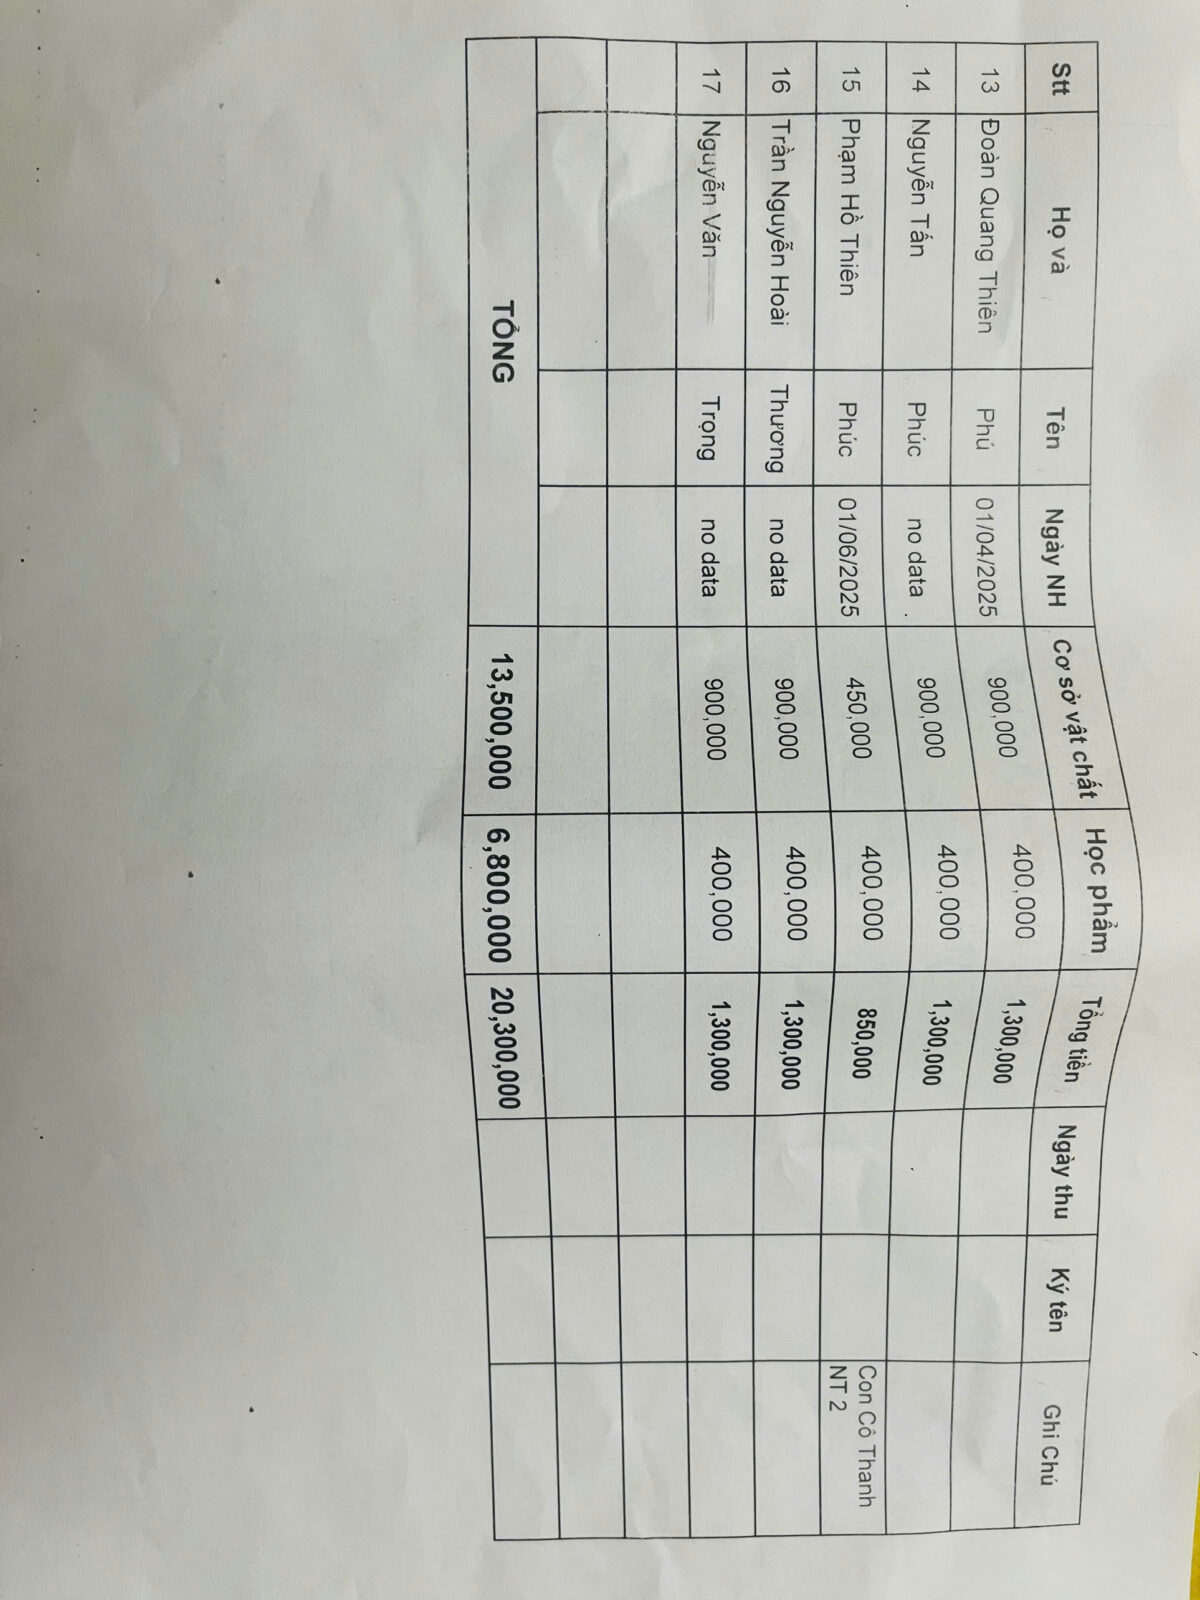 Stt Họ và Tên Ngày NH Cơ sở vật chất Học phẩm Tổng tiền Ngày thu Ký tên Ghi Chú
13 Đoàn Quang Thiên Phú 01/04/2025 900,000 400,000 1,300,000
14 Nguyễn Tấn Phúc no data 900,000 400,000 1,300,000
15 Phạm Hồ Thiên Phúc 01/06/2025 450,000 400,000 850,000 Con Cô Thanh
NT 2
16 Trần Nguyễn Hoài Thương no data 900,000 400,000 1,300,000
17 Nguyễn Văn Trọng no data 900,000 400,000 1,300,000
TỔNG 13,500,000 6,800,000 20,300,000